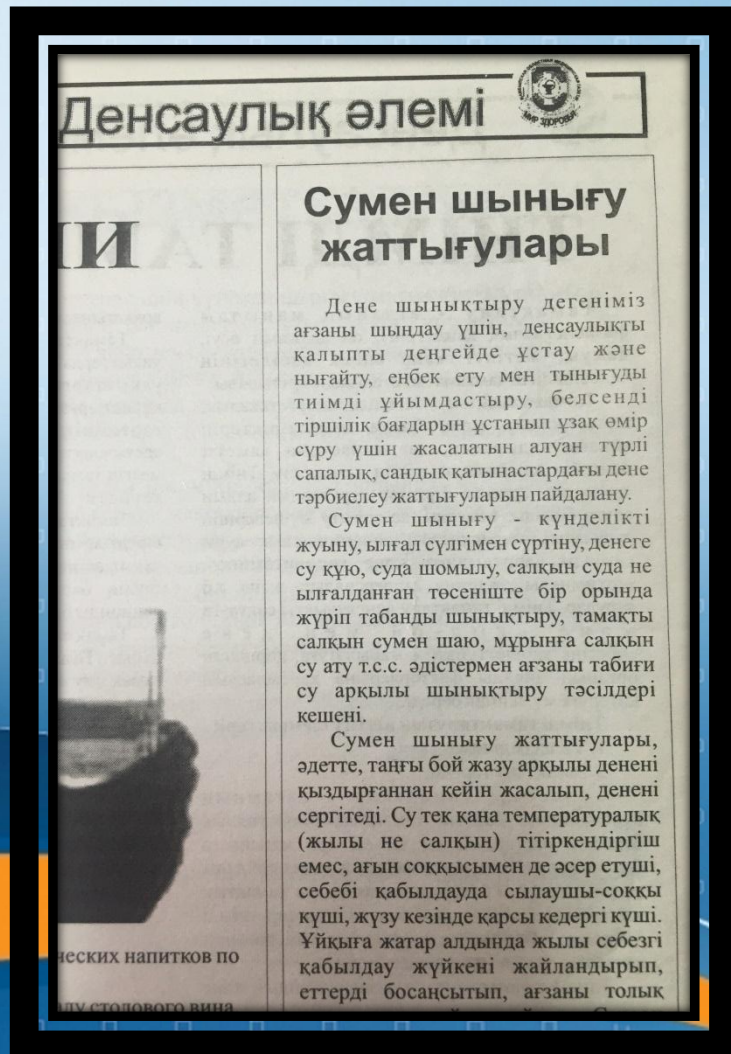 Денсаулық әлемі
МИР ЗДОРОВЬЯ
ИИ
Сумен шынығу
жаттығулары
Дене шынықтыру дегеніміз
ағзаны шыңдау үшін, денсаулықты
қалыпты деңгейде ұстау және
нығайту, еңбек ету мен тынығуды
тиімді ұйымдастыру, белсенді
тіршілік бағдарын ұстанып ұзақ өмір
сүру үшін жасалатын алуан түрлі
сапалық, сандық қатынастардағы дене
тәрбиелеу жаттығуларын пайдалану.
Сумен шынығу - күнделікті
жуыну, ылғал сүлгімен сүртіну, денеге
су құю, суда шомылу, салқын суда не
ылғалданған төсеніште бір орында
жүріп табанды шынықтыру, тамақты
салқын сумен шаю, мұрынға салқын
су ату т.с.с. әдістермен ағзаны табиғи
су арқылы шынықтыру тәсілдері
кешені.
Сумен шынығу жаттығулары,
әдетте, таңғы бой жазу арқылы денені
қыздырғаннан кейін жасалып, денені
сергітеді. Су тек қана температуралық
(жылы не салқын) тітіркендіргіш
емес, ағын соққысымен де әсер етуші,
себебі қабылдауда сылаушы-соққы
күші, жүзу кезінде қарсы кедергі күші.
Ұйқыға жатар алдында жылы себезгі
қабылдау жүйкені жайландырып,
еттерді босаңсытып, ағзаны толық
ческих напитков по
столового вина